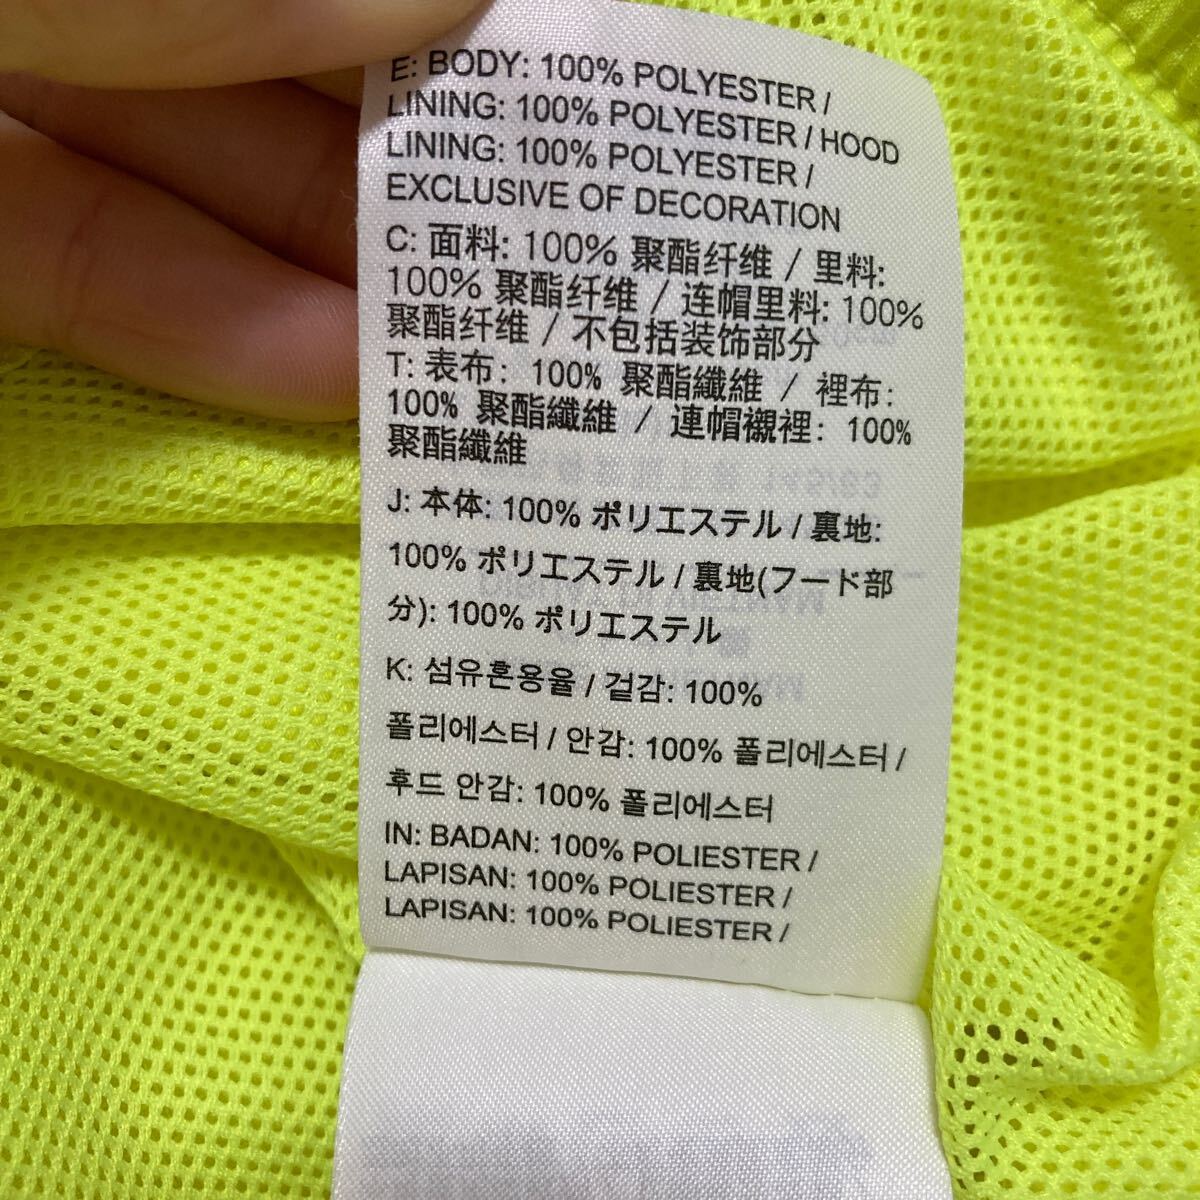 E: BODY: 100% POLYESTER /
LINING: 100% POLYESTER / HOOD
LINING: 100% POLYESTER /
EXCLUSIVE OF DECORATION
C: 面料: 100% 聚酯纤维 / 里料:
100% 聚酯纤维 / 连帽里料: 100%
聚酯纤维 / 不包括装饰部分
T: 表布: 100% 聚酯纖維 / 裡布:
100% 聚酯纖維 / 連帽襯裡: 100%
聚酯纖維
J: 本体: 100% ポリエステル / 裏地:
100% ポリエステル / 裏地(フード部
分): 100% ポリエステル
K: 섬유혼용율 / 겉감: 100%
폴리에스터 / 안감: 100% 폴리에스터 /
후드 안감: 100% 폴리에스터
IN: BADAN: 100% POLIESTER /
LAPISAN: 100% POLIESTER /
LAPISAN: 100% POLIESTER /